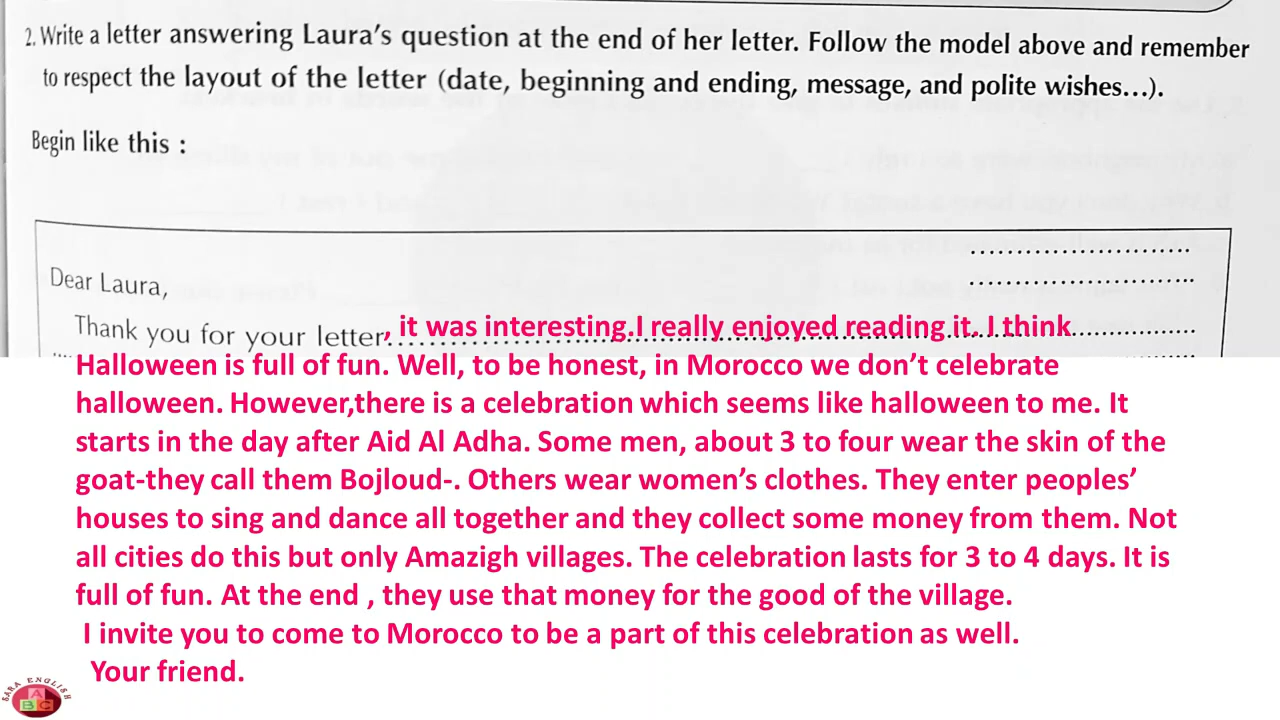 2. Write a letter answering Laura's question at the end of her letter. Follow the model above and remember
to respect the layout of the letter (date, beginning and ending, message, and polite wishes...).
Begin like this :
Dear Laura,
Thank you for your letter, it was interesting.I really enjoyed reading it. I think
Halloween is full of fun. Well, to be honest, in Morocco we don't celebrate
halloween. However,there is a celebration which seems like halloween to me. It
starts in the day after Aid Al Adha. Some men, about 3 to four wear the skin of the
goat-they call them Bojloud-. Others wear women's clothes. They enter peoples'
houses to sing and dance all together and they collect some money from them. Not
all cities do this but only Amazigh villages. The celebration lasts for 3 to 4 days. It is
full of fun. At the end , they use that money for the good of the village.
I invite you to come to Morocco to be a part of this celebration as well.
Your friend.
SARA ENGLISH
A
B C